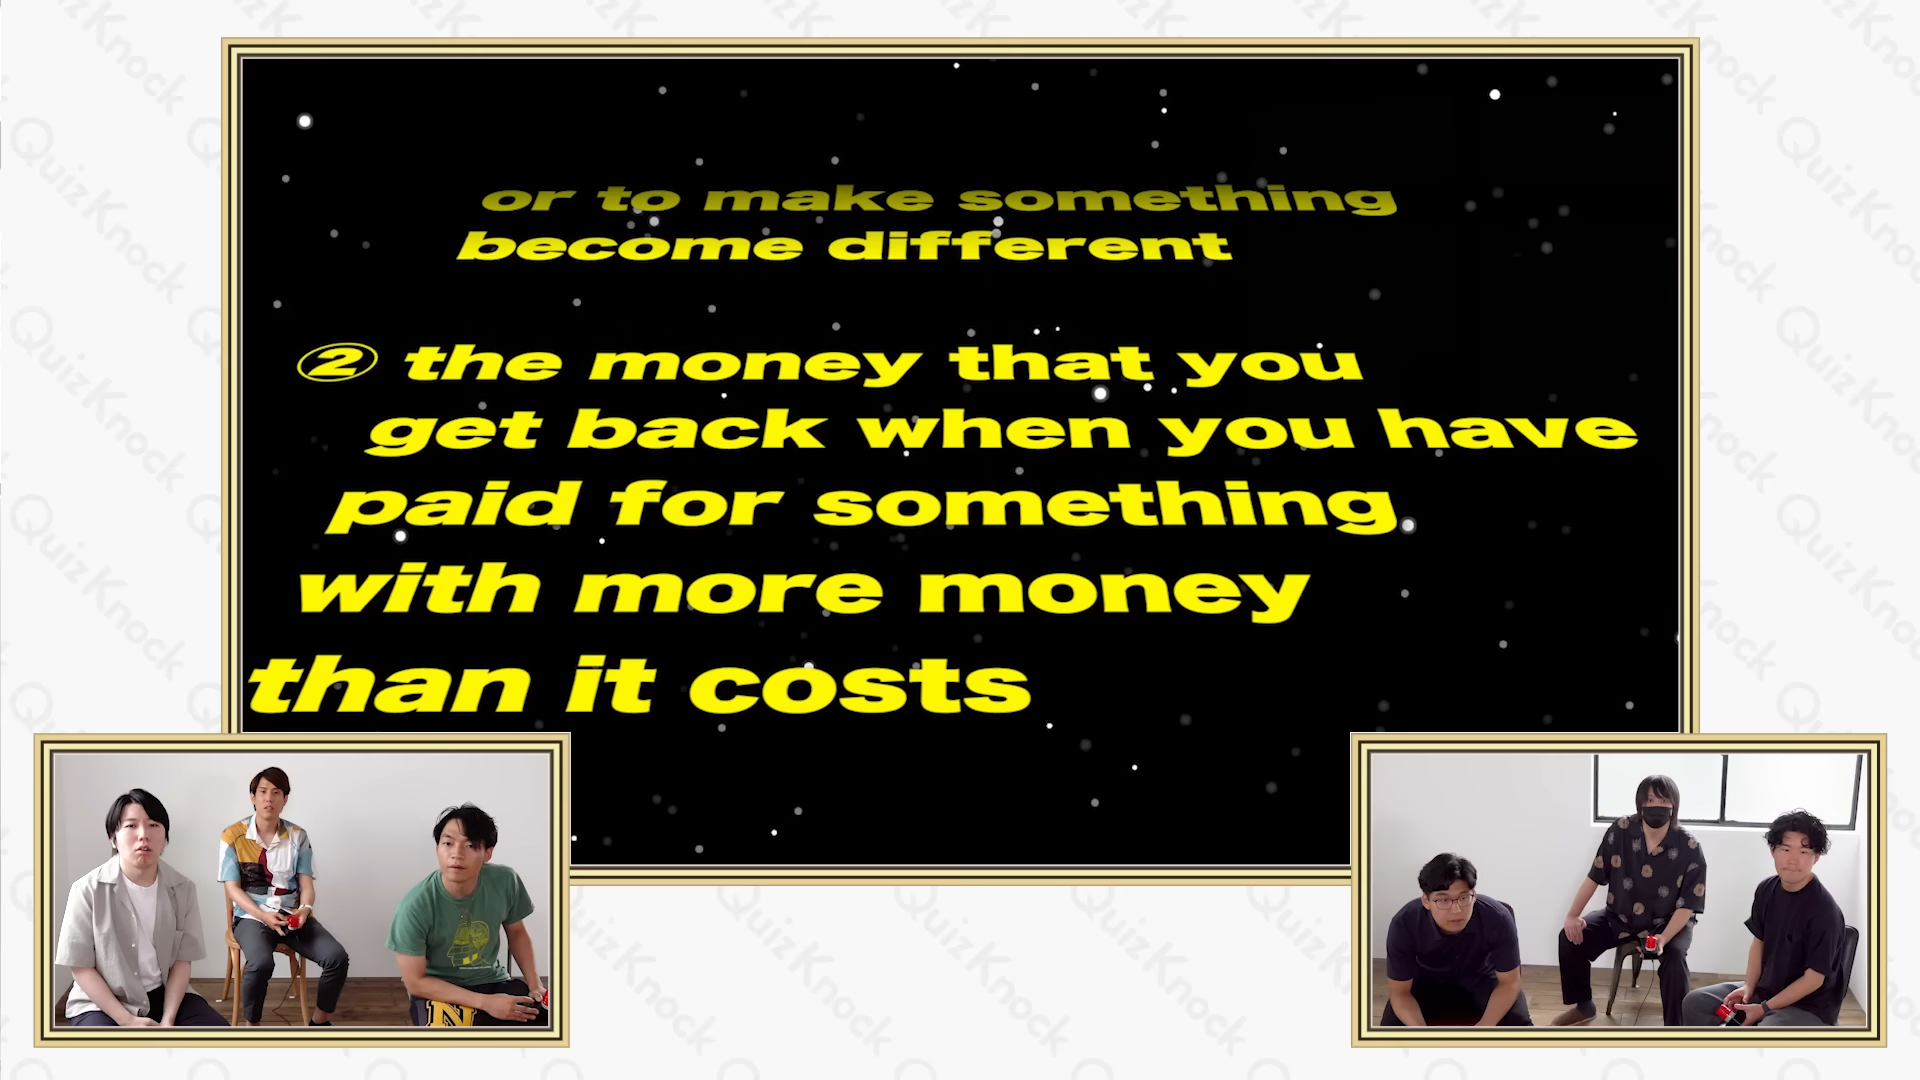 or to make something
become different
② the money that you
get back when you have
paid for something
with more money
than it costs
N
QuizKnock